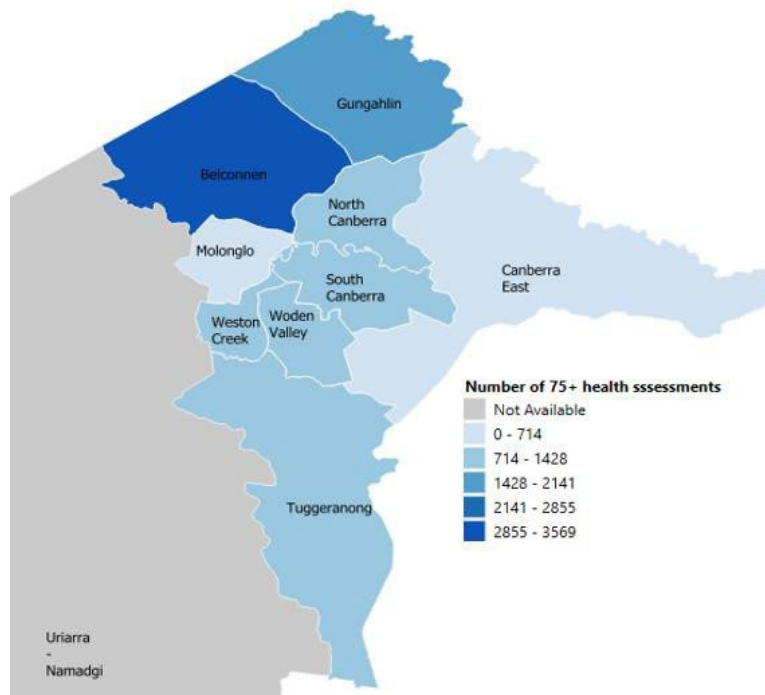 Gungahlin
Belconnen
North
Canberra
Molonglo
Canberra
East
South
Canberra
Weston
Creek
Woden
Valley
Number of 75+ health sssessments
Not Available
0 - 714
714 - 1428
1428 - 2141
2141 - 2855
2855 - 3569
Tuggeranong
Uriarra
-
Namadgi